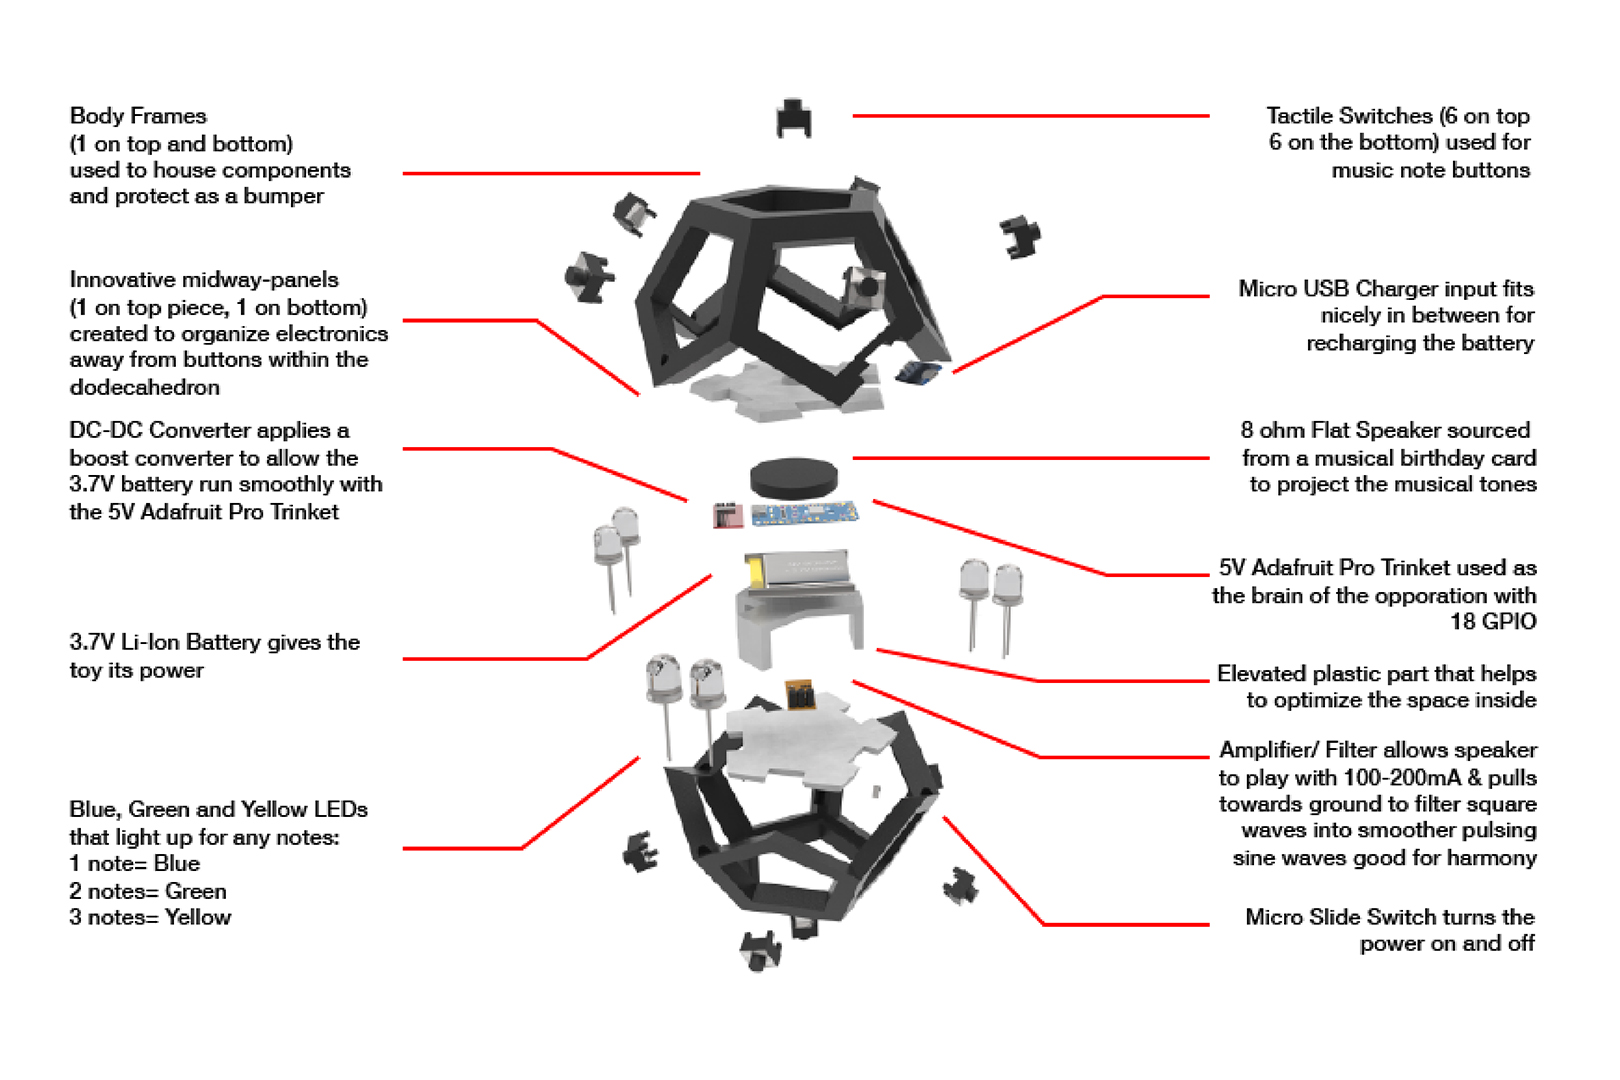 Body Frames
(1 on top and bottom)
used to house components
and protect as a bumper
Innovative midway-panels
(1 on top piece, 1 on bottom)
created to organize electronics
away from buttons within the
dodecahedron
DC-DC Converter applies a
boost converter to allow the
3.7V battery run smoothly with
the 5V Adafruit Pro Trinket
3.7V Li-Ion Battery gives the
toy its power
Blue, Green and Yellow LEDs
that light up for any notes:
1 note= Blue
2 notes= Green
3 notes= Yellow
Tactile Switches (6 on top
6 on the bottom) used for
music note buttons
Micro USB Charger input fits
nicely in between for
recharging the battery
8 ohm Flat Speaker sourced
from a musical birthday card
to project the musical tones
5V Adafruit Pro Trinket used as
the brain of the opporation with
18 GPIO
Elevated plastic part that helps
to optimize the space inside
Amplifier/ Filter allows speaker
to play with 100-200mA & pulls
towards ground to filter square
waves into smoother pulsing
sine waves good for harmony
Micro Slide Switch turns the
power on and off